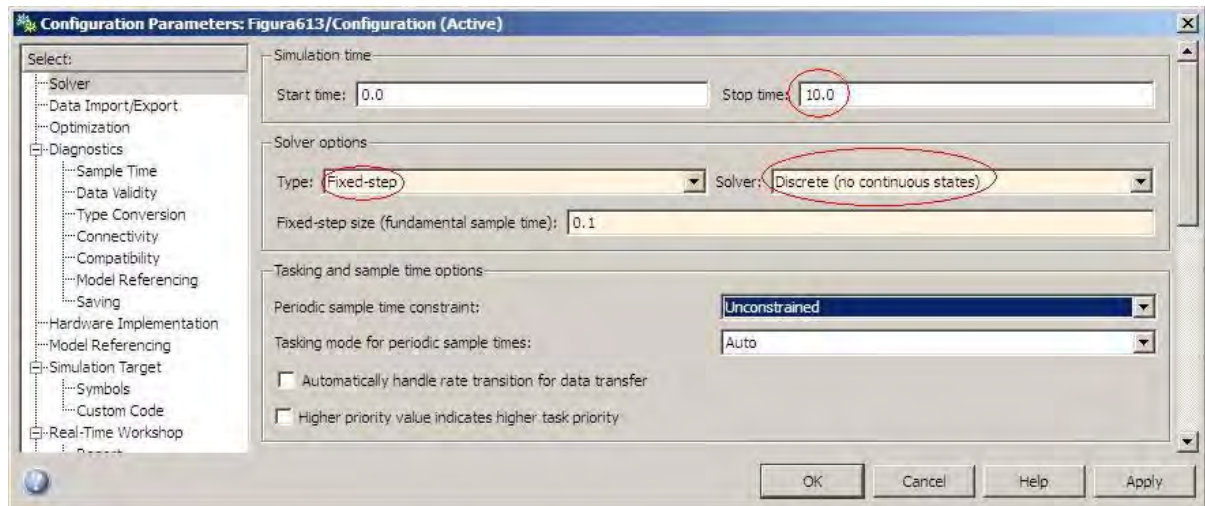 Configuration Parameters: Figura613/Configuration (Active)
Select:
Solver
Data Import/Export
Optimization
Diagnostics
Sample Time
Data Validity
Type Conversion
Connectivity
Compatibility
Model Referencing
Saving
Hardware Implementation
Model Referencing
Simulation Target
Symbols
Custom Code
Real-Time Workshop
Simulation time
Start time: 0.0 Stop time: 10.0
Solver options
Type: Fixed-step Solver: Discrete (no continuous states)
Fixed-step size (fundamental sample time): 0.1
Tasking and sample time options
Periodic sample time constraint: Unconstrained
Tasking mode for periodic sample times: Auto
Automatically handle rate transition for data transfer
Higher priority value indicates higher task priority
OK Cancel Help Apply